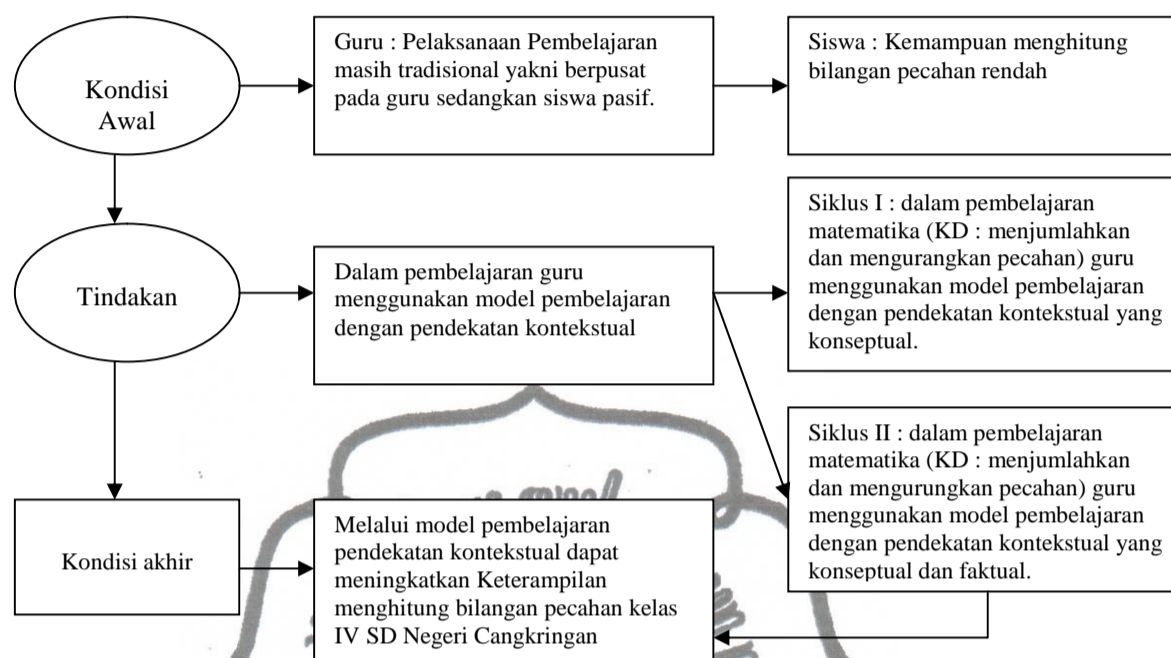 Kondisi
Awal
Guru : Pelaksanaan Pembelajaran
masih tradisional yakni berpusat
pada guru sedangkan siswa pasif.
Siswa : Kemampuan menghitung
bilangan pecahan rendah
Tindakan
Dalam pembelajaran guru
menggunakan model pembelajaran
dengan pendekatan kontekstual
Siklus I : dalam pembelajaran
matematika (KD : menjumlahkan
dan mengurangkan pecahan) guru
menggunakan model pembelajaran
dengan pendekatan kontekstual yang
konseptual.
Siklus II : dalam pembelajaran
matematika (KD : menjumlahkan
dan mengurungkan pecahan) guru
menggunakan model pembelajaran
dengan pendekatan kontekstual yang
konseptual dan faktual.
Kondisi akhir
Melalui model pembelajaran
pendekatan kontekstual dapat
meningkatkan Keterampilan
menghitung bilangan pecahan kelas
IV SD Negeri Cangkringan